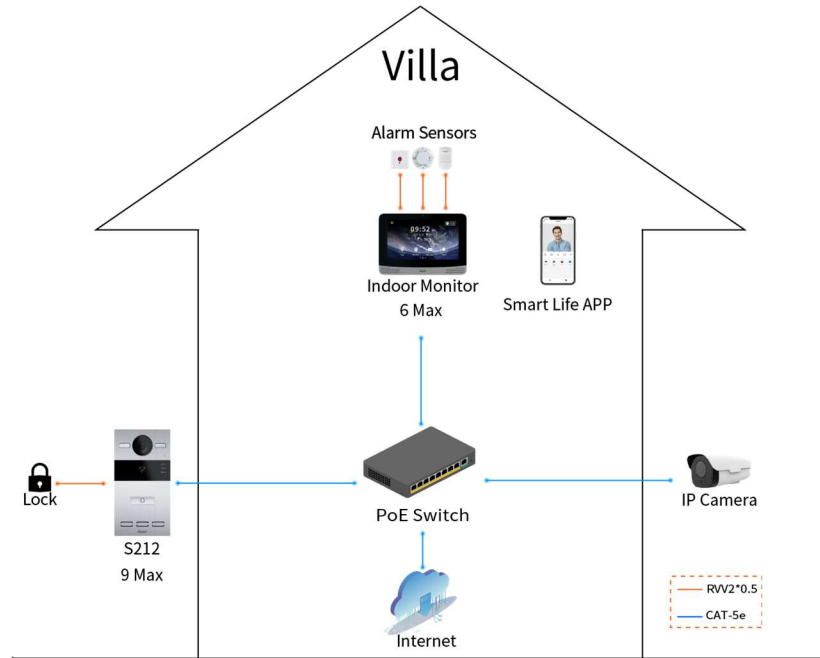 Villa
Alarm Sensors
09:52
Indoor Monitor
6 Max
Smart Life APP
Lock
S212
9 Max
PoE Switch
IP Camera
Internet
RVV2*0.5
CAT-5e